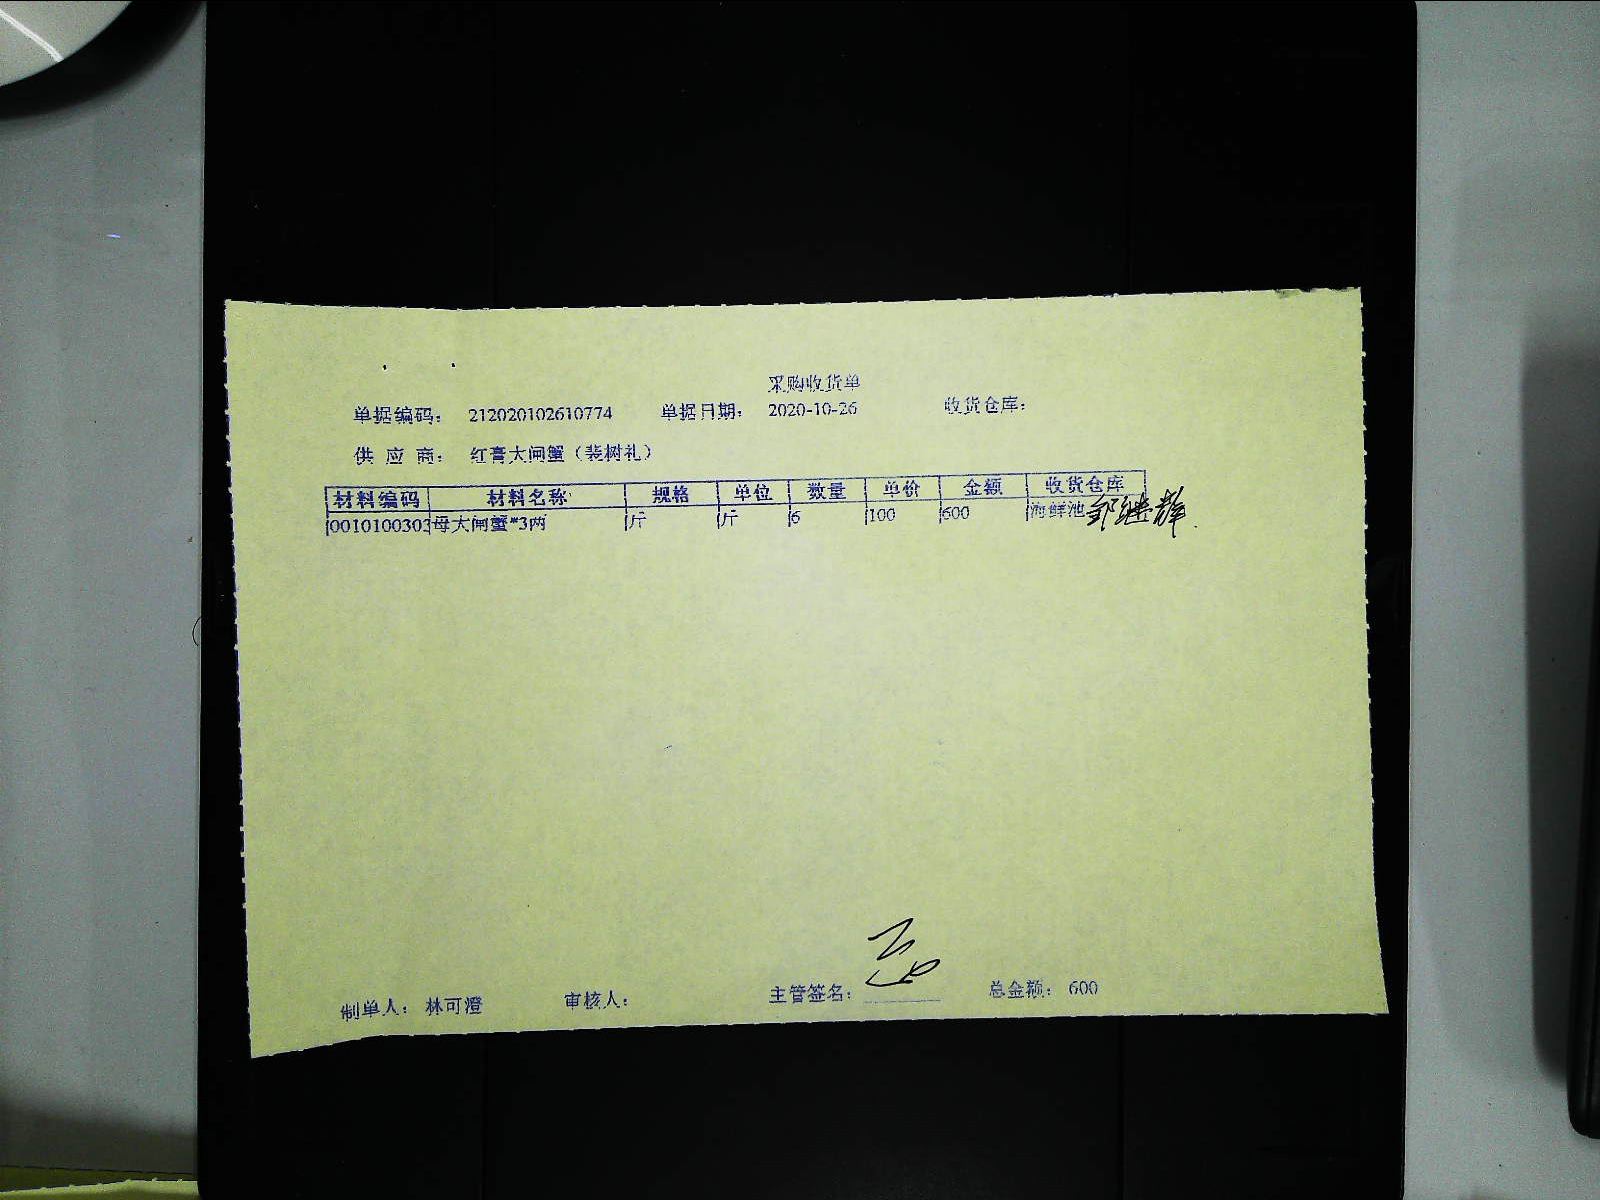 采购收货单
单据编码： 212020102610774 单据日期： 2020-10-26 收货仓库：
供 应 商： 红膏大闸蟹（裴树礼）
材料编码 材料名称 规格 单位 数量 单价 金额 收货仓库
0010100303 母大闸蟹*3两 斤 斤 6 100 600 海鲜池 邹继辉
制单人： 林可澄 审核人： 主管签名： 总金额： 600